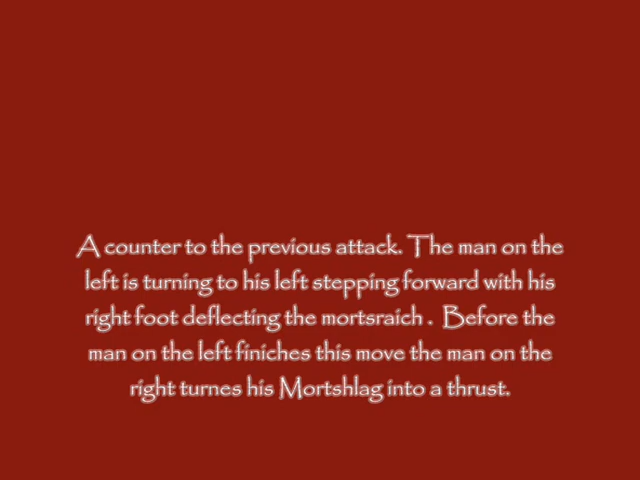 A counter to the previous attack. The man on the
left is turning to his left stepping forward with his
right foot deflecting the mortsraich . Before the
man on the left finiches this move the man on the
right turnes his Mortshlag into a thrust.